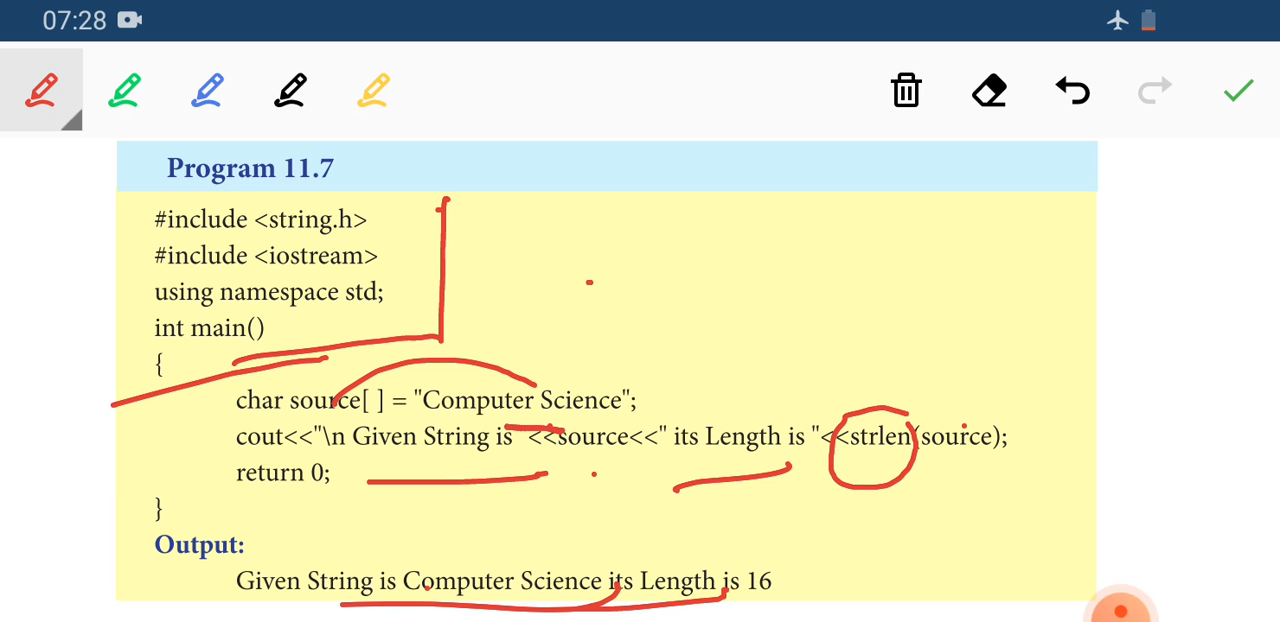 07:28
Program 11.7
#include <string.h>
#include <iostream>
using namespace std;
int main()
{
char source[ ] = "Computer Science";
cout<<"\n Given String is "<<source<<" its Length is "<<strlen(source);
return 0;
}
Output:
Given String is Computer Science its Length is 16